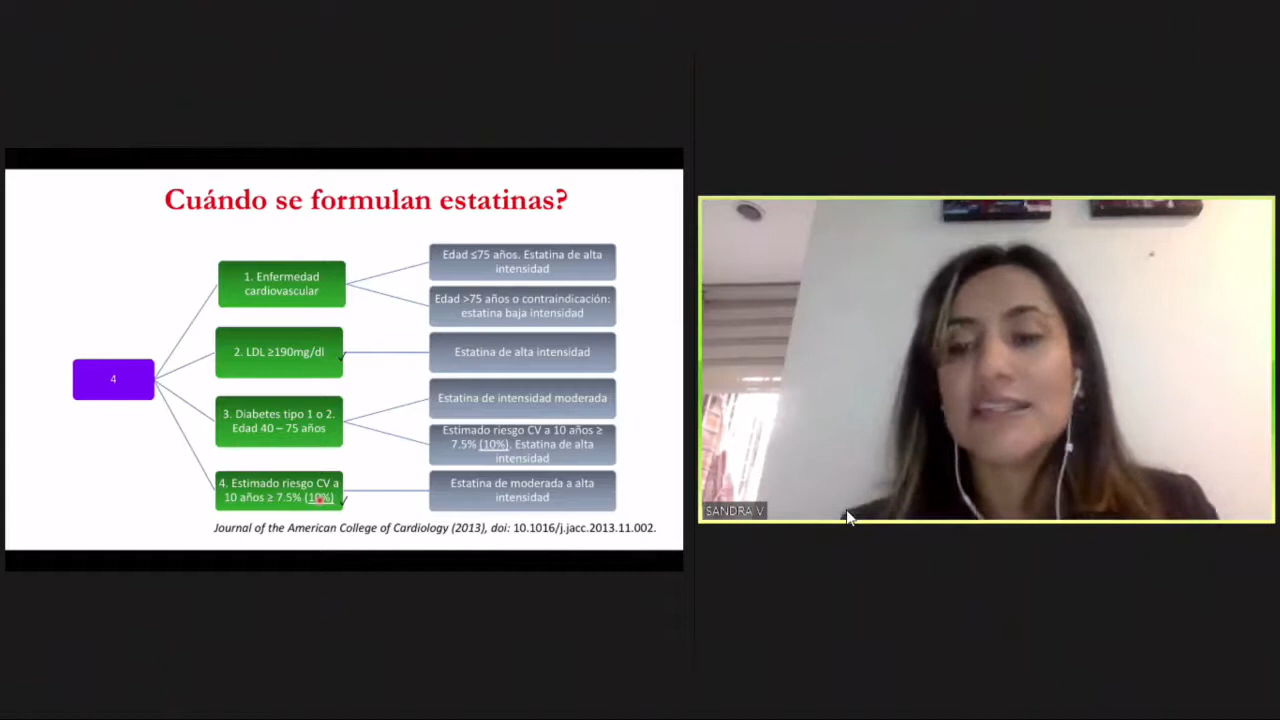 Cuándo se formulan estatinas?
4
1. Enfermedad
cardiovascular
Edad ≤75 años. Estatina de alta
intensidad
Edad >75 años o contraindicación:
estatina baja intensidad
2. LDL ≥190mg/dl
Estatina de alta intensidad
3. Diabetes tipo 1 o 2.
Edad 40 – 75 años
Estatina de intensidad moderada
Estimado riesgo CV a 10 años ≥
7.5% (10%). Estatina de alta
intensidad
4. Estimado riesgo CV a
10 años ≥ 7.5% (10%)
Estatina de moderada a alta
intensidad
Journal of the American College of Cardiology (2013), doi: 10.1016/j.jacc.2013.11.002.
SANDRA V